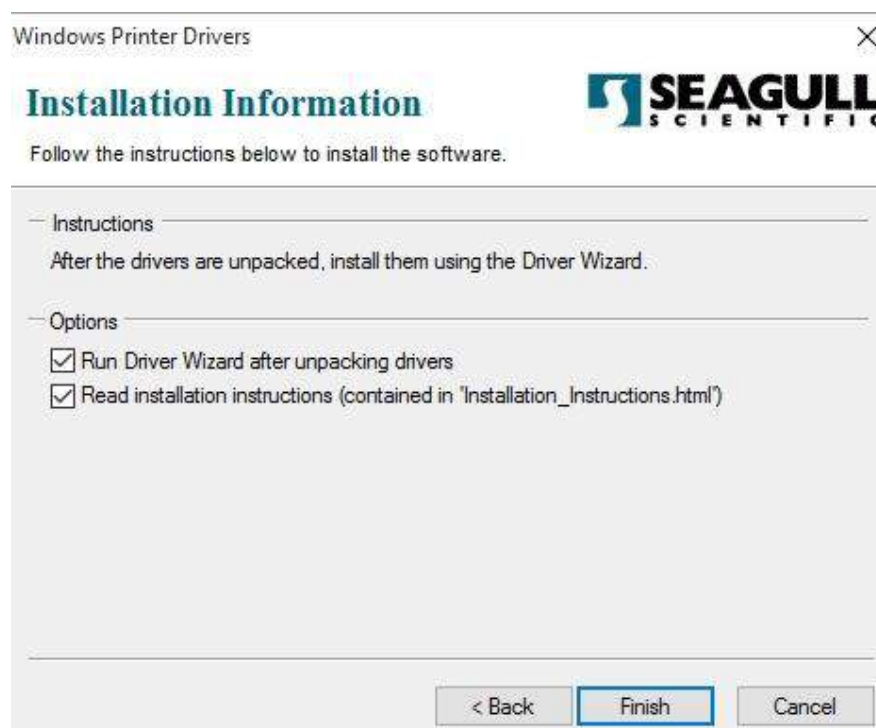 Windows Printer Drivers
Installation Information
SEAGULL
SCIENTIFIC
Follow the instructions below to install the software.
Instructions
After the drivers are unpacked, install them using the Driver Wizard.
Options
Run Driver Wizard after unpacking drivers
Read installation instructions (contained in 'Installation_Instructions.html')
< Back
Finish
Cancel